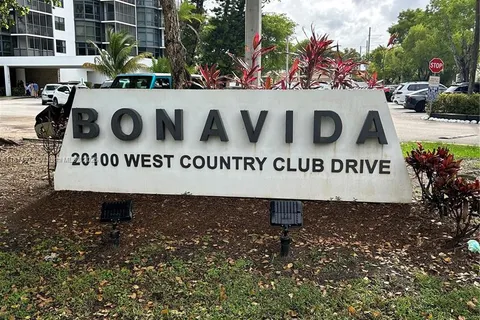 BONAVIDA
20100 WEST COUNTRY CLUB DRIVE
STOP